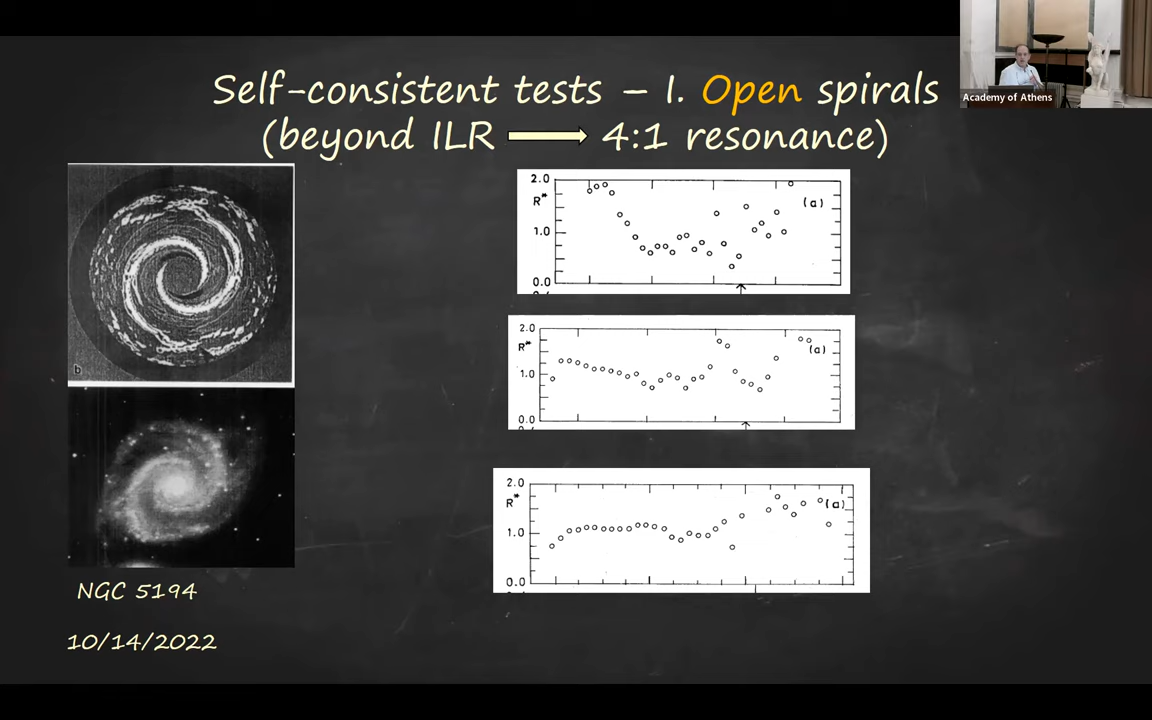 Academy of Athens
Self-consistent tests – I. Open spirals
(beyond ILR 4:1 resonance)
b
NGC 5194
10/14/2022
2.0
R*
(a)
1.0
0.0
2.0
R*
(a)
1.0
0.0
2.0
R*
(a)
1.0
0.0